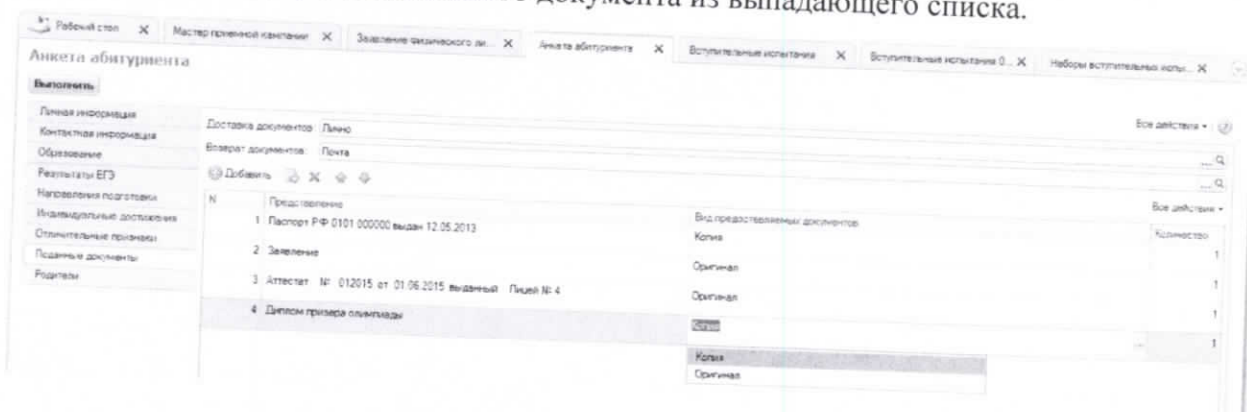 документа из выпадающего списка.
Рабочий стол Мастер приемной кампании Заявление физического ли... Анкета абитуриента Вступительные испытания Вступительные испытания 0... Наборы вступительных испы...
Анкета абитуриента
Выполнить
Все действия
Личная информация
Контактная информация
Образование
Результаты ЕГЭ
Направления подготовки
Индивидуальные достижения
Отличительные признаки
Поданные документы
Родители
Доставка документов: Лично
Возврат документов: Почта
Добавить
Все действия
N Представление Вид предоставляемых документов Количество
1 Паспорт РФ 0101 000000 выдан 12.05.2013 Копия 1
2 Заявление Оригинал 1
3 Аттестат № 012015 от 01.06.2015 выданный Лицей № 4 Оригинал 1
4 Диплом призера олимпиады Копия 1
Копия
Оригинал